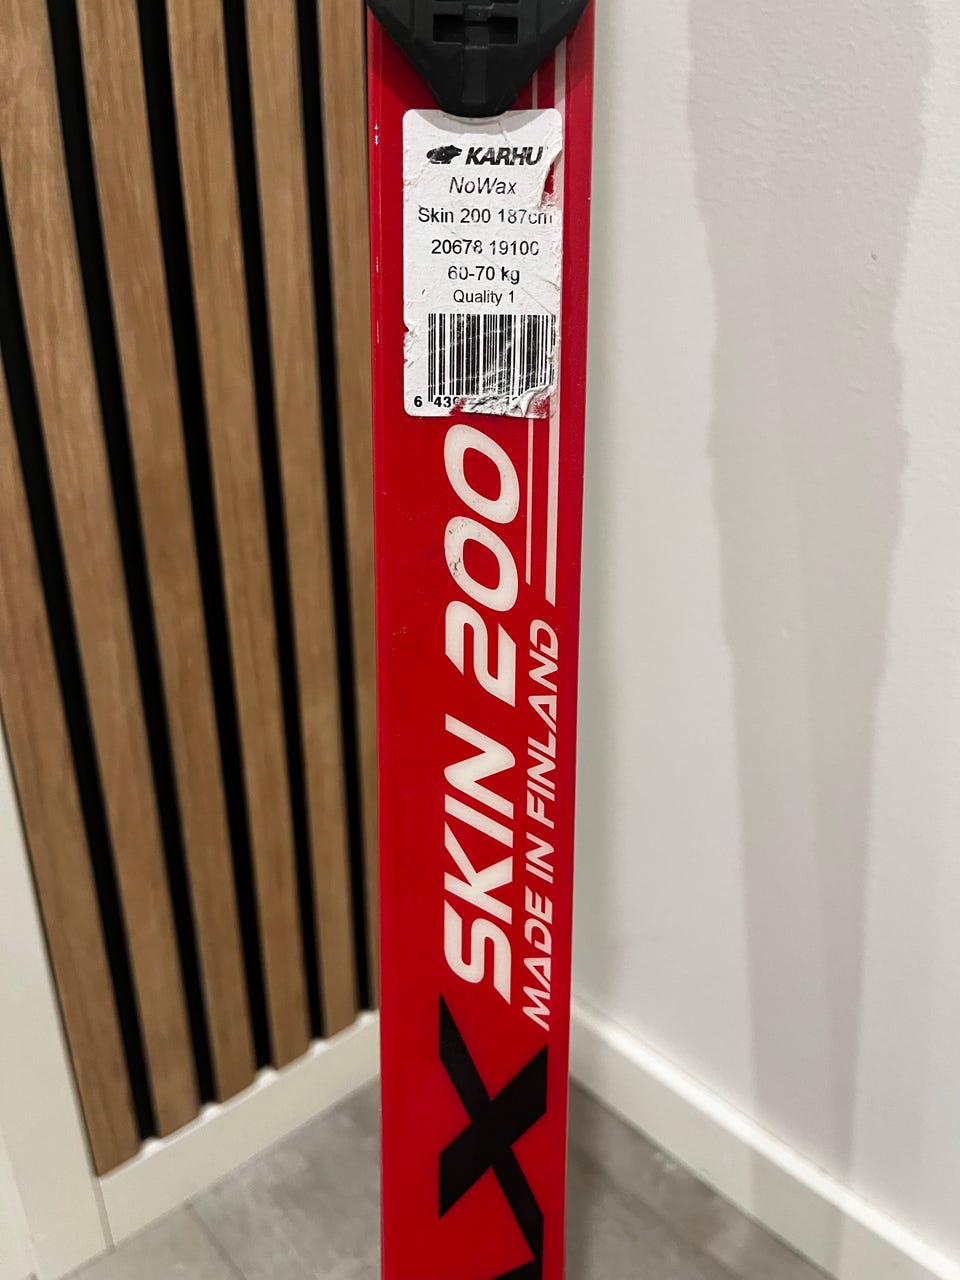 KARHU
NoWax
Skin 200 187cm
20678 19100
60-70 kg
Quality 1
SKIN 200
MADE IN FINLAND